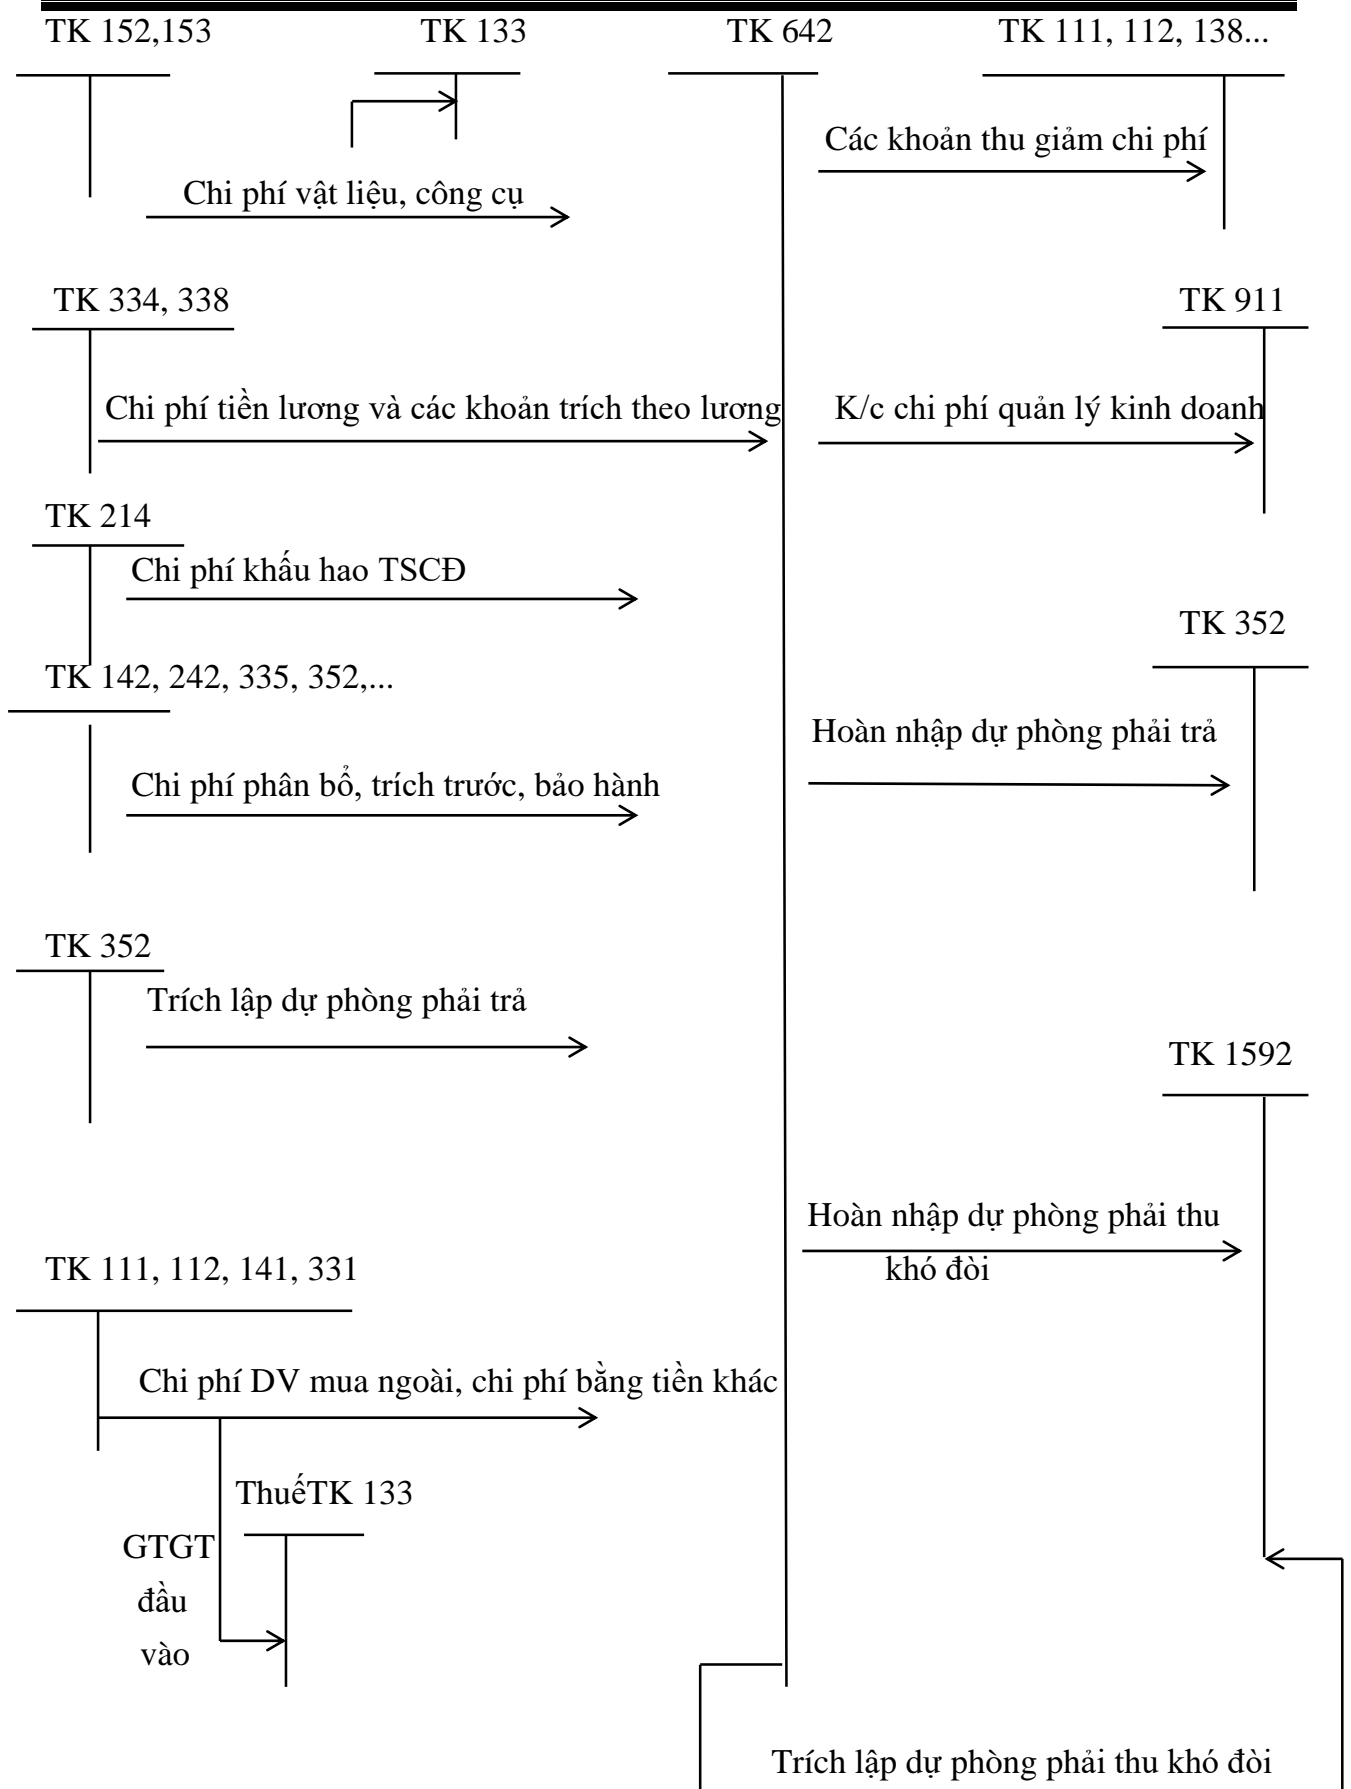 TK 152,153 TK 133 TK 642 TK 111, 112, 138...
Các khoản thu giảm chi phí
Chi phí vật liệu, công cụ
TK 334, 338 TK 911
Chi phí tiền lương và các khoản trích theo lương K/c chi phí quản lý kinh doanh
TK 214
Chi phí khấu hao TSCĐ
TK 352
TK 142, 242, 335, 352,...
Hoàn nhập dự phòng phải trả
Chi phí phân bổ, trích trước, bảo hành
TK 352
Trích lập dự phòng phải trả
TK 1592
Hoàn nhập dự phòng phải thu
khó đòi
TK 111, 112, 141, 331
Chi phí DV mua ngoài, chi phí bằng tiền khác
ThuếTK 133
GTGT
đầu
vào
Trích lập dự phòng phải thu khó đòi